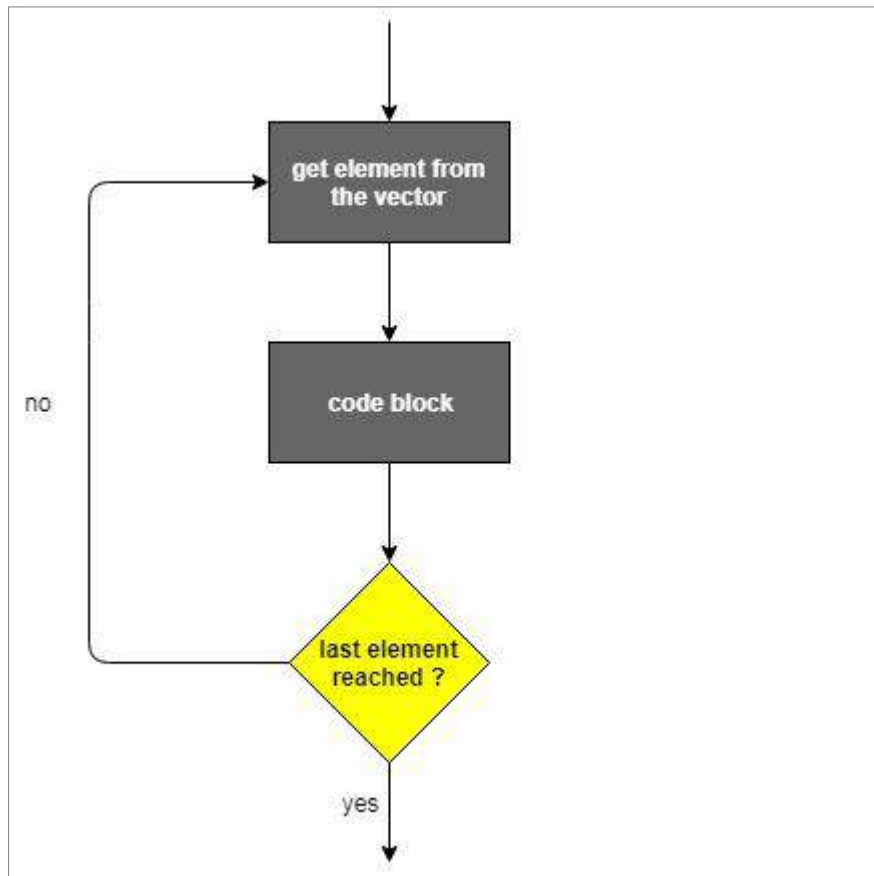 get element from
the vector
code block
no
last element
reached ?
yes